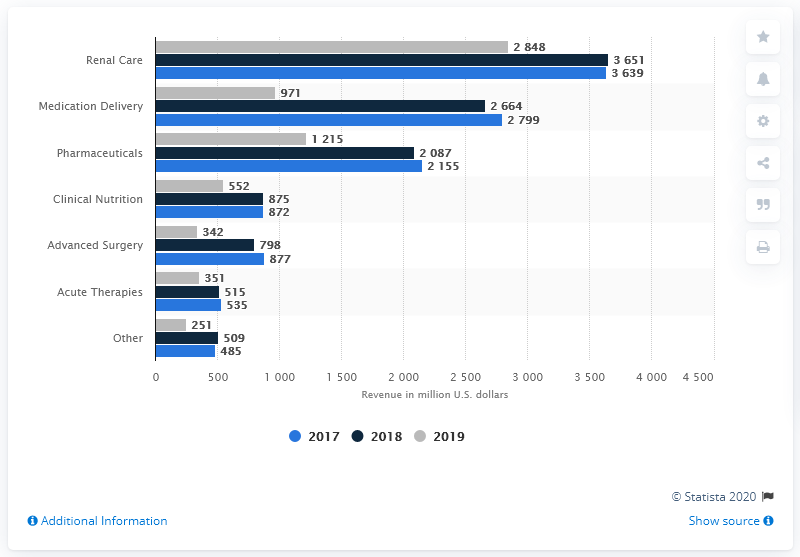 Renal Care
2 848
3 651
3 639
Medication Delivery
971
2 664
2 799
Pharmaceuticals
1 215
2 087
2 155
Clinical Nutrition
552
875
872
Advanced Surgery
342
798
877
Acute Therapies
351
515
535
Other
251
509
485
0 500 1 000 1 500 2 000 2 500 3 000 3 500 4 000 4 500
Revenue in million U.S. dollars
2017 2018 2019
© Statista 2020
Additional Information
Show source